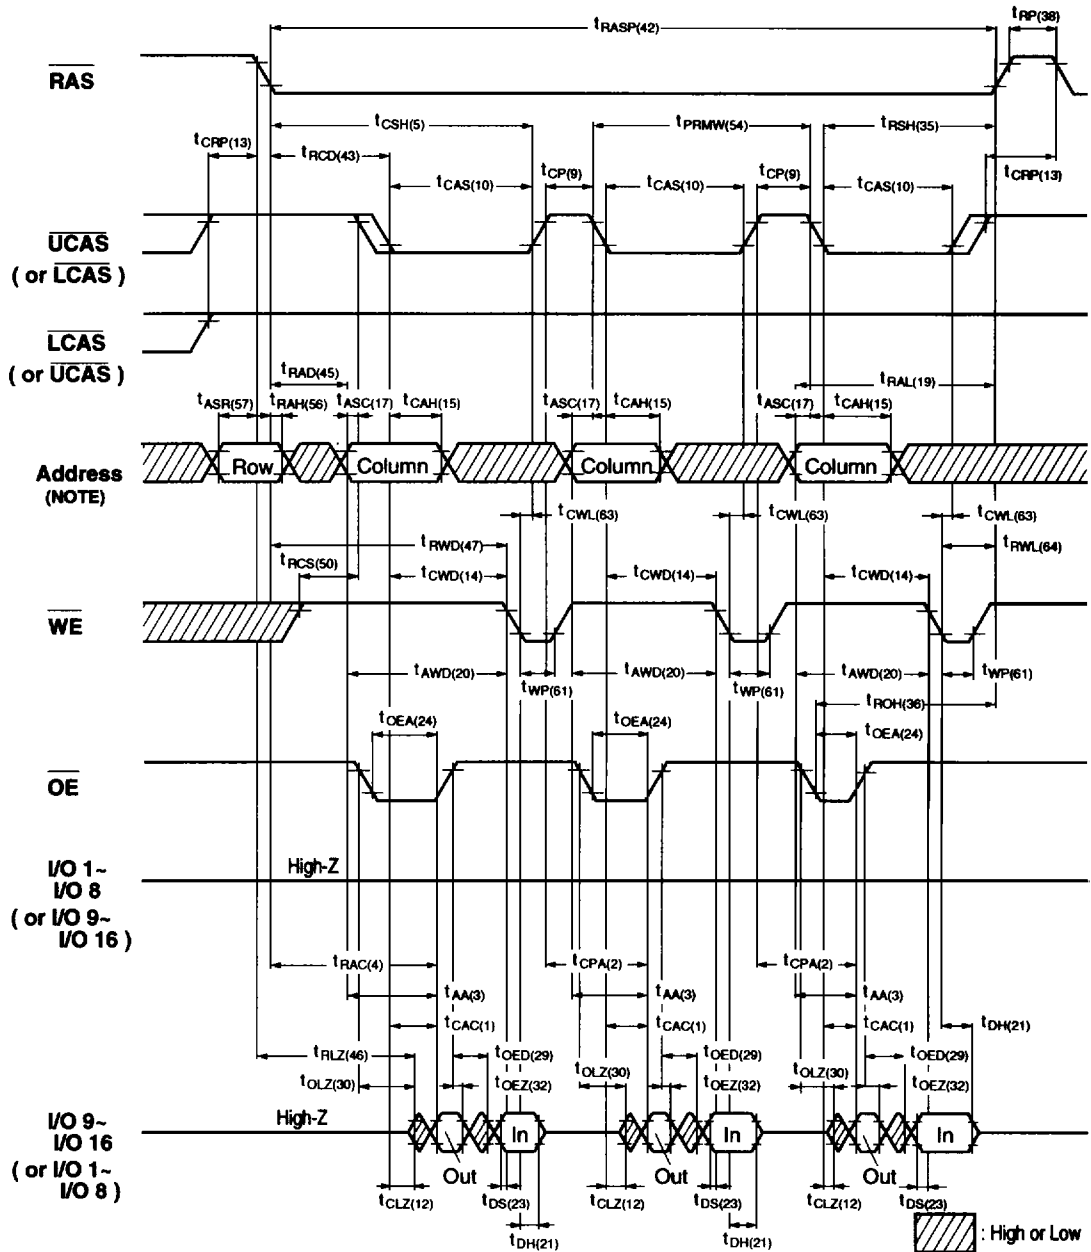 tRASP(42)
tRP(38)
RAS
tCSH(5)
tPRMW(54)
tRSH(35)
tCRP(13)
tRCD(43)
tCP(9)
tCP(9)
tCRP(13)
tCAS(10)
tCAS(10)
tCAS(10)
UCAS
( or LCAS )
LCAS
( or UCAS )
tRAD(45)
tRAL(19)
tASR(57)
tRAH(56)
tASC(17)
tCAH(15)
tASC(17)
tCAH(15)
tASC(17)
tCAH(15)
Address
(NOTE)
Row
Column
Column
Column
tCWL(63)
tCWL(63)
tCWL(63)
tRWD(47)
tRWL(64)
tRCS(50)
tCWD(14)
tCWD(14)
tCWD(14)
WE
tAWD(20)
tWP(61)
tAWD(20)
tWP(61)
tAWD(20)
tWP(61)
tROH(36)
tOEA(24)
tOEA(24)
tOEA(24)
OE
I/O 1~
I/O 8
( or I/O 9~
I/O 16 )
High-Z
tRAC(4)
tCPA(2)
tCPA(2)
tAA(3)
tAA(3)
tAA(3)
tCAC(1)
tCAC(1)
tCAC(1)
tDH(21)
tRLZ(46)
tOED(29)
tOED(29)
tOED(29)
tOLZ(30)
tOEZ(32)
tOLZ(30)
tOEZ(32)
tOLZ(30)
tOEZ(32)
I/O 9~
I/O 16
( or I/O 1~
I/O 8 )
High-Z
In
In
In
Out
Out
Out
tCLZ(12)
tDS(23)
tCLZ(12)
tDS(23)
tCLZ(12)
tDS(23)
tDH(21)
tDH(21)
: High or Low